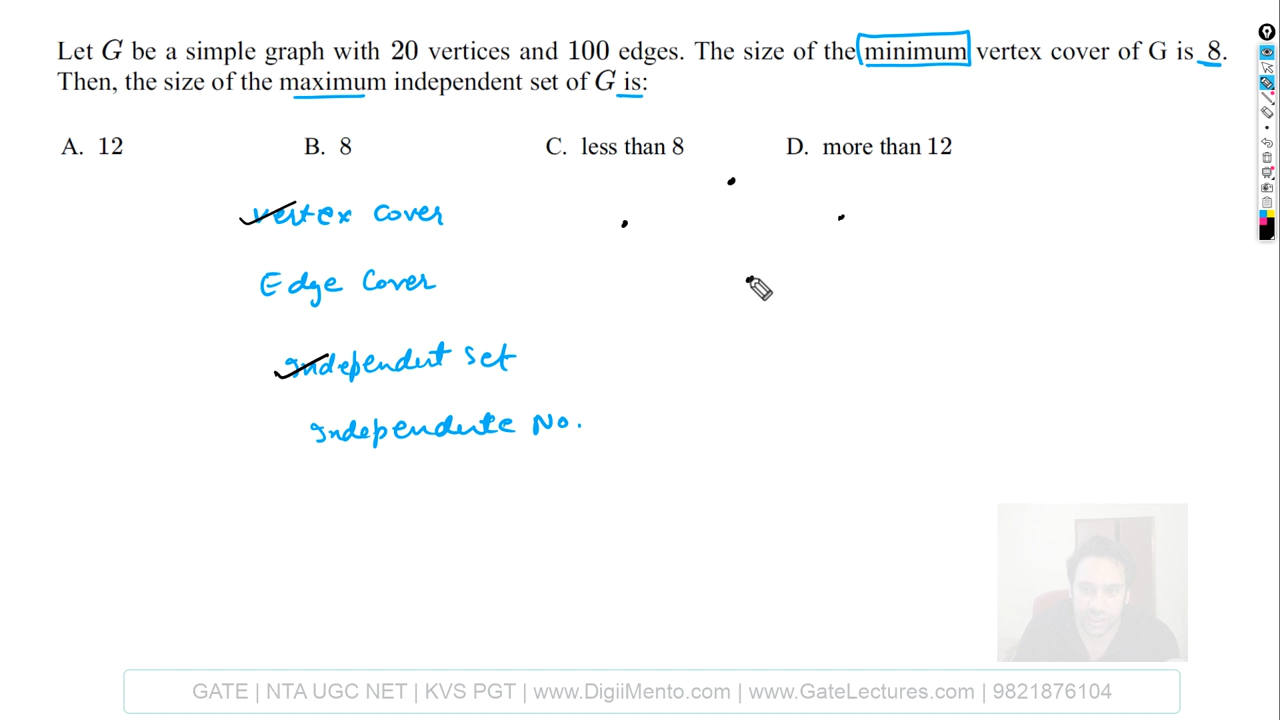 Let G be a simple graph with 20 vertices and 100 edges. The size of the minimum vertex cover of G is 8.
Then, the size of the maximum independent set of G is:
A. 12 B. 8 C. less than 8 D. more than 12
vertex cover
Edge Cover
Independent set
Independente No.
GATE | NTA UGC NET | KVS PGT | www.DigiiMento.com | www.GateLectures.com | 9821876104